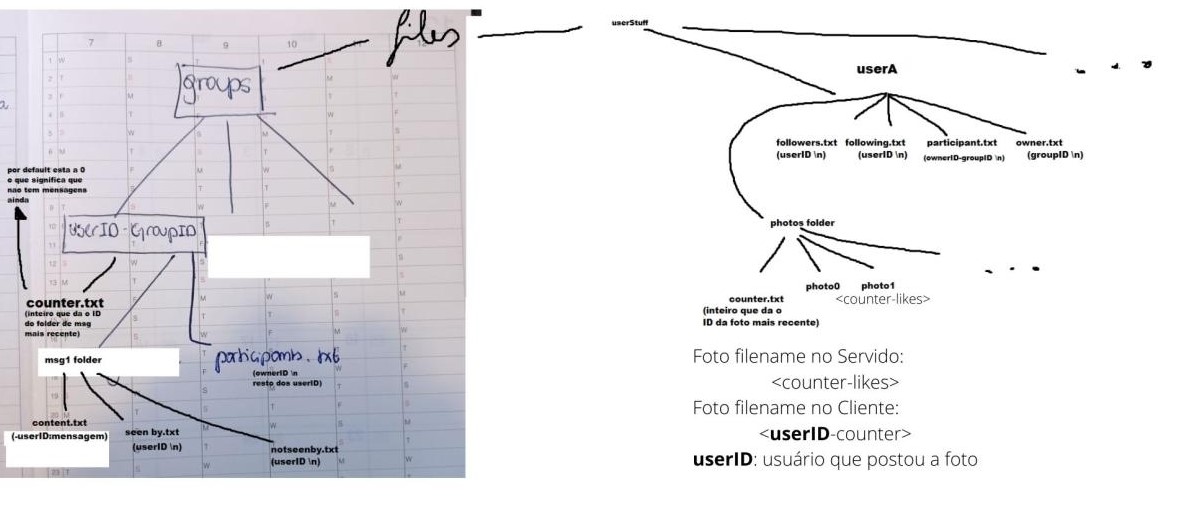 files
userStuff
7 8 9 10
groups
userA
followers.txt
(userID \n)
following.txt
(userID \n)
participant.txt
(ownerID-groupID \n)
owner.txt
(groupID \n)
por default esta a 0
o que significa que
nao tem mensagens
ainda
userID-GroupID
photos folder
counter.txt
(inteiro que da o ID
do folder de msg
mais recente)
counter.txt
(inteiro que da o
ID da foto mais recente)
photo0
photo1
<counter-likes>
msg1 folder
participants.txt
(ownerID \n
resto dos userID)
content.txt
(-userID:mensagem)
seen by.txt
(userID \n)
notseenby.txt
(userID \n)
Foto filename no Servido:
<counter-likes>
Foto filename no Cliente:
<userID-counter>
userID: usuário que postou a foto